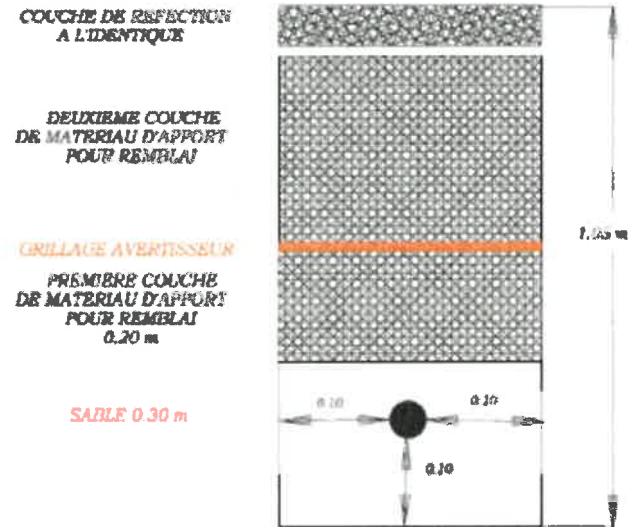 COUCHE DE REFECTION
A L'IDENTIQUE
DEUXIEME COUCHE
DE MATERIAU D'APPORT
POUR REMBLAI
GRILLAGE AVERTISSEUR
PREMIERE COUCHE
DE MATERIAU D'APPORT
POUR REMBLAI
0.20 m
SABLE 0.30 m
0.10
0.10
0.10
m